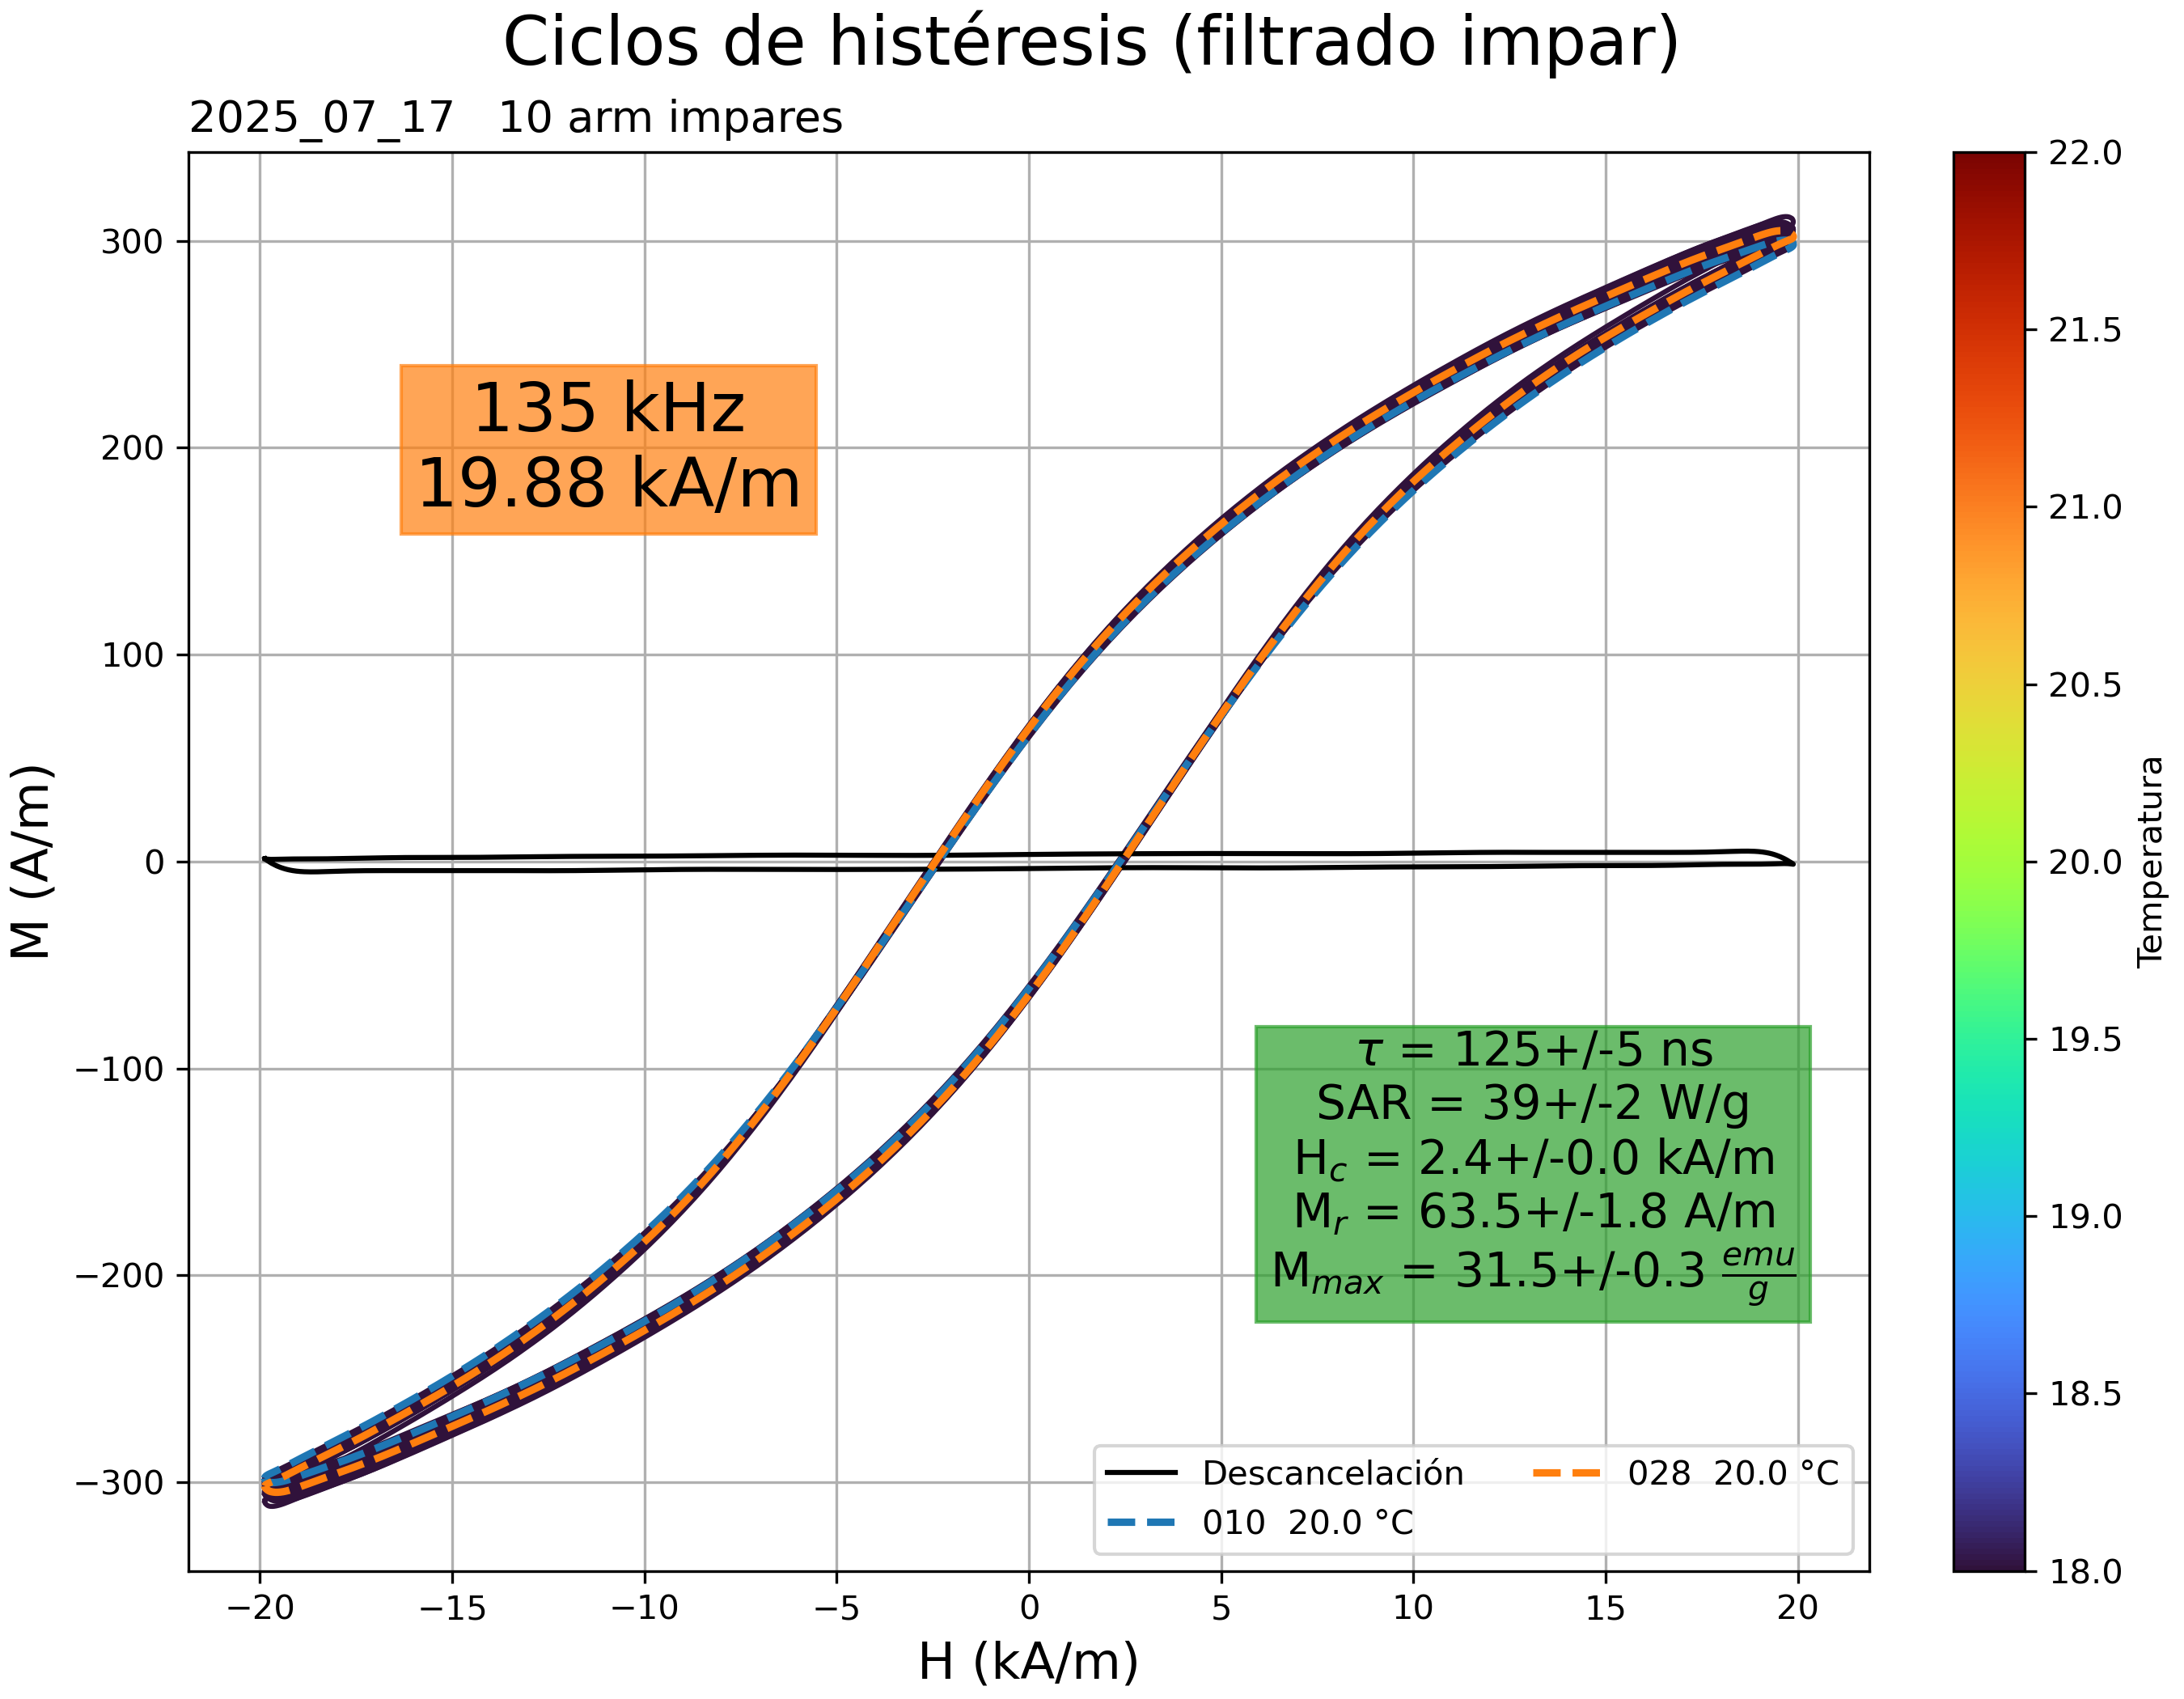 Ciclos de histéresis (filtrado impar)
2025_07_17   10 arm impares
135 kHz
19.88 kA/m
τ = 125+/-5 ns
SAR = 39+/-2 W/g
H_c = 2.4+/-0.0 kA/m
M_r = 63.5+/-1.8 A/m
M_max = 31.5+/-0.3 emu/g
Descancelación
010  20.0 °C
028  20.0 °C
M (A/m)
300
200
100
0
−100
−200
−300
−20 −15 −10 −5 0 5 10 15 20
H (kA/m)
22.0
21.5
21.0
20.5
20.0
19.5
19.0
18.5
18.0
Temperatura